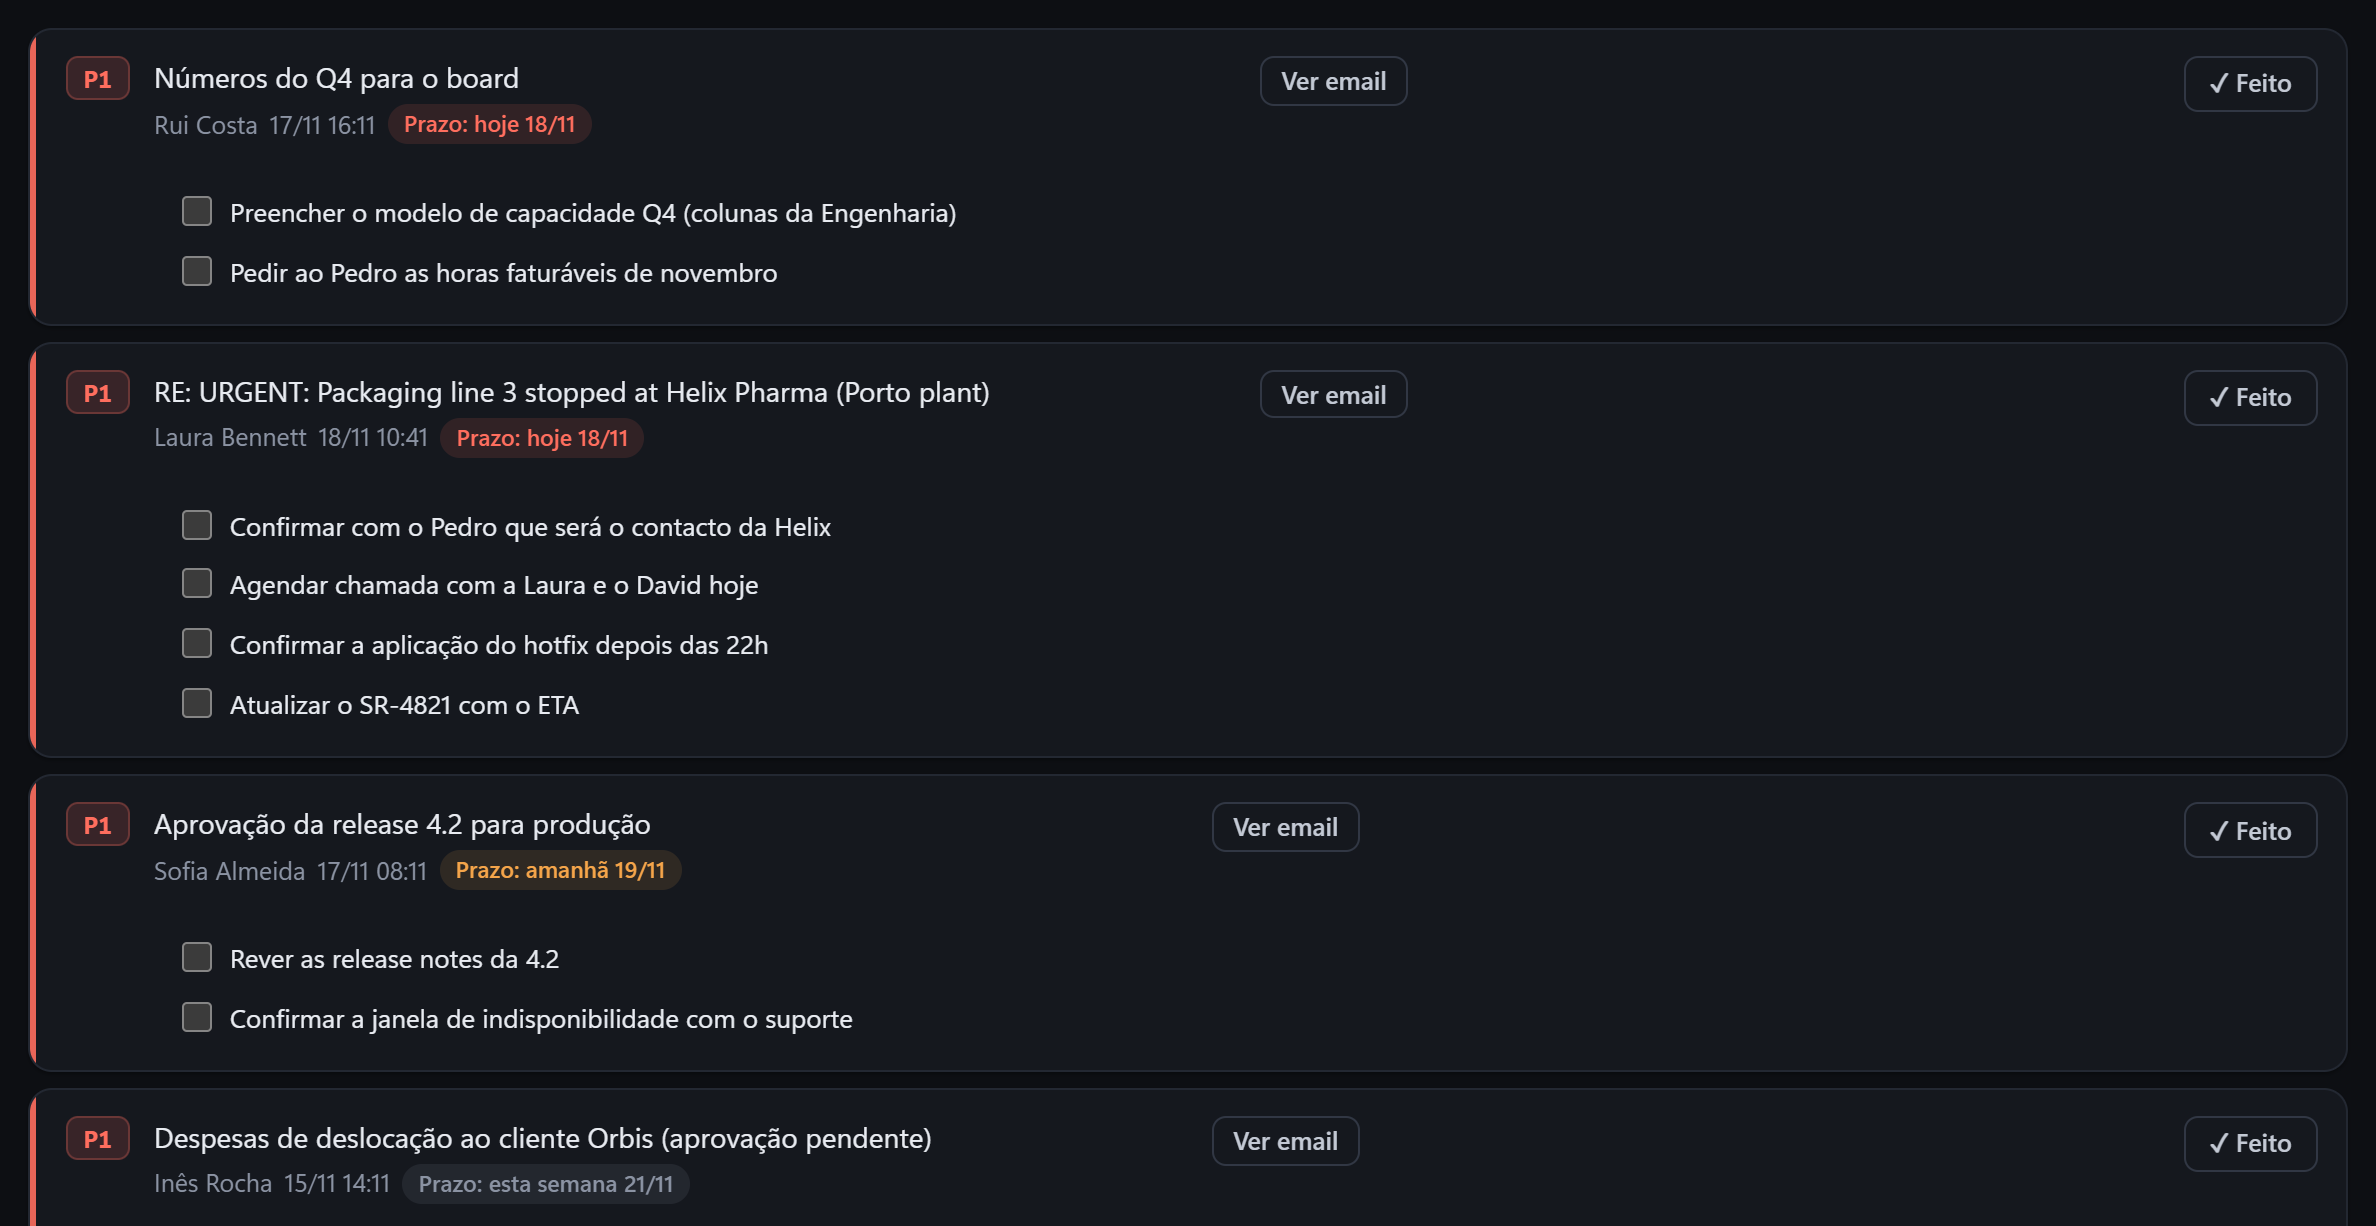 P1 Números do Q4 para o board Ver email ✓ Feito
Rui Costa 17/11 16:11 Prazo: hoje 18/11
Preencher o modelo de capacidade Q4 (colunas da Engenharia)
Pedir ao Pedro as horas faturáveis de novembro
P1 RE: URGENT: Packaging line 3 stopped at Helix Pharma (Porto plant) Ver email ✓ Feito
Laura Bennett 18/11 10:41 Prazo: hoje 18/11
Confirmar com o Pedro que será o contacto da Helix
Agendar chamada com a Laura e o David hoje
Confirmar a aplicação do hotfix depois das 22h
Atualizar o SR-4821 com o ETA
P1 Aprovação da release 4.2 para produção Ver email ✓ Feito
Sofia Almeida 17/11 08:11 Prazo: amanhã 19/11
Rever as release notes da 4.2
Confirmar a janela de indisponibilidade com o suporte
P1 Despesas de deslocação ao cliente Orbis (aprovação pendente) Ver email ✓ Feito
Inês Rocha 15/11 14:11 Prazo: esta semana 21/11